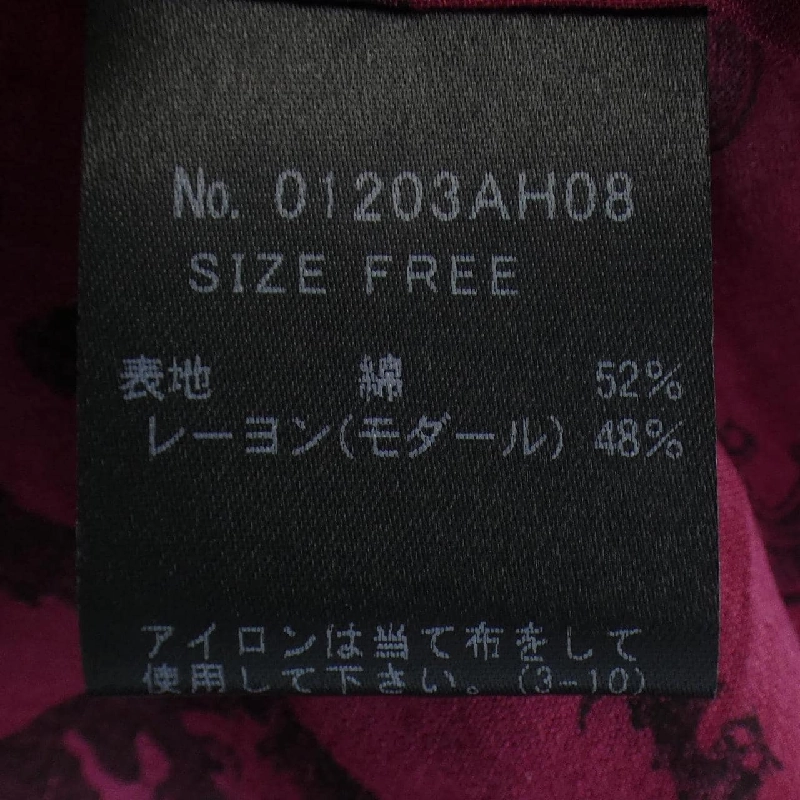 No. 01203AH08
SIZE FREE
表地 綿 52%
レーヨン(モダール) 48%
アイロンは当て布をして
使用して下さい。(3-10)